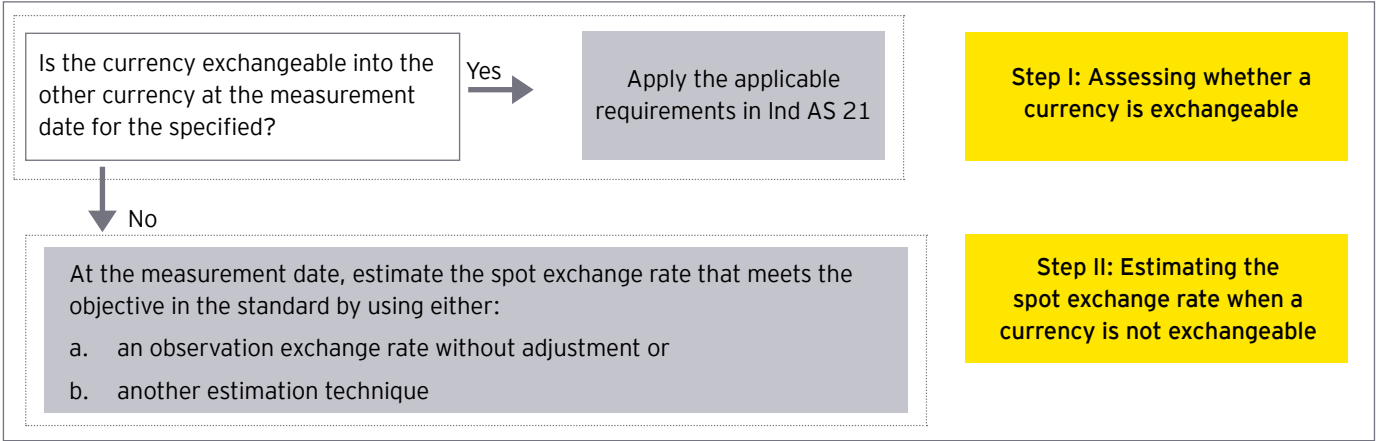 Is the currency exchangeable into the
other currency at the measurement
date for the specified?
Yes
Apply the applicable
requirements in Ind AS 21
Step I: Assessing whether a
currency is exchangeable
No
At the measurement date, estimate the spot exchange rate that meets the
objective in the standard by using either:
a. an observation exchange rate without adjustment or
b. another estimation technique
Step II: Estimating the
spot exchange rate when a
currency is not exchangeable